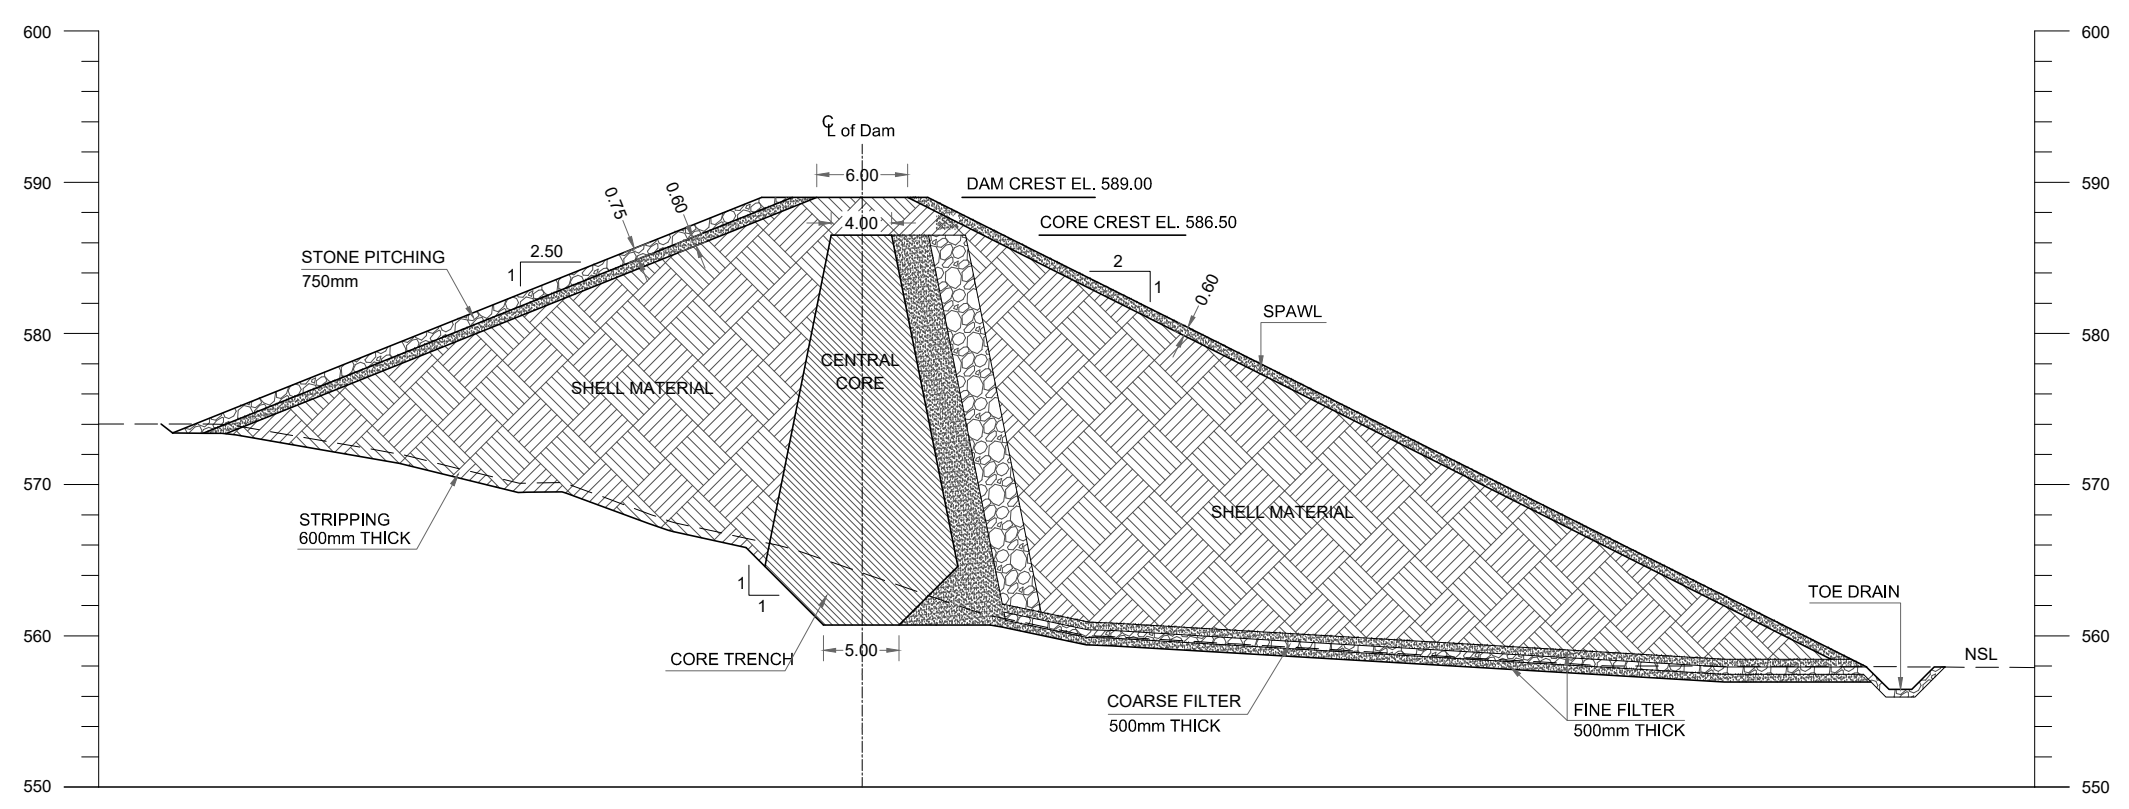 600
600
C
L of Dam
590
6.00
DAM CREST EL. 589.00
590
0.75
0.60
4.00
CORE CREST EL. 586.50
STONE PITCHING
750mm
2.50
1
2
1
0.60
SPAWL
580
580
CENTRAL
CORE
SHELL MATERIAL
570
570
SHELL MATERIAL
STRIPPING
600mm THICK
1
1
TOE DRAIN
560
560
CORE TRENCH
5.00
NSL
COARSE FILTER
500mm THICK
FINE FILTER
500mm THICK
550
550